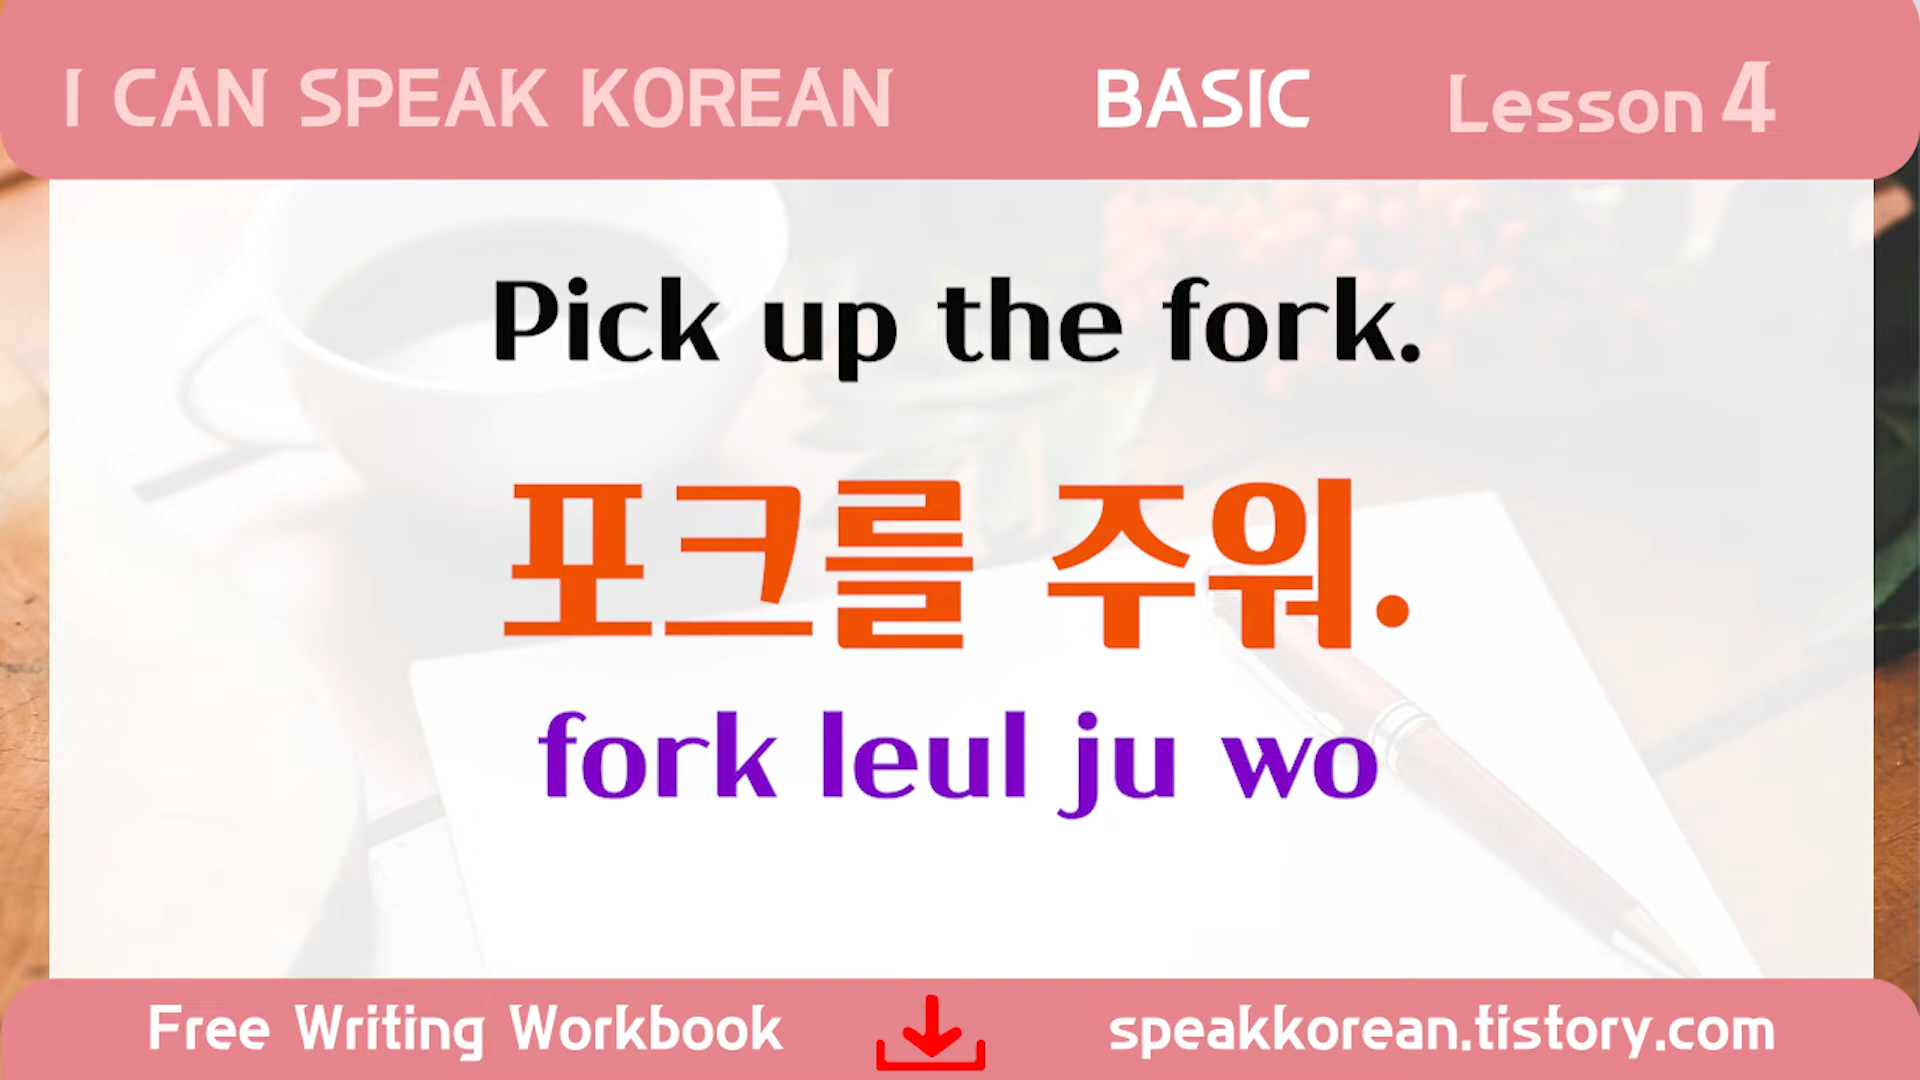 I CAN SPEAK KOREAN BASIC Lesson 4
Pick up the fork.
포크를 주워.
fork leul ju wo
Free Writing Workbook speakkorean.tistory.com